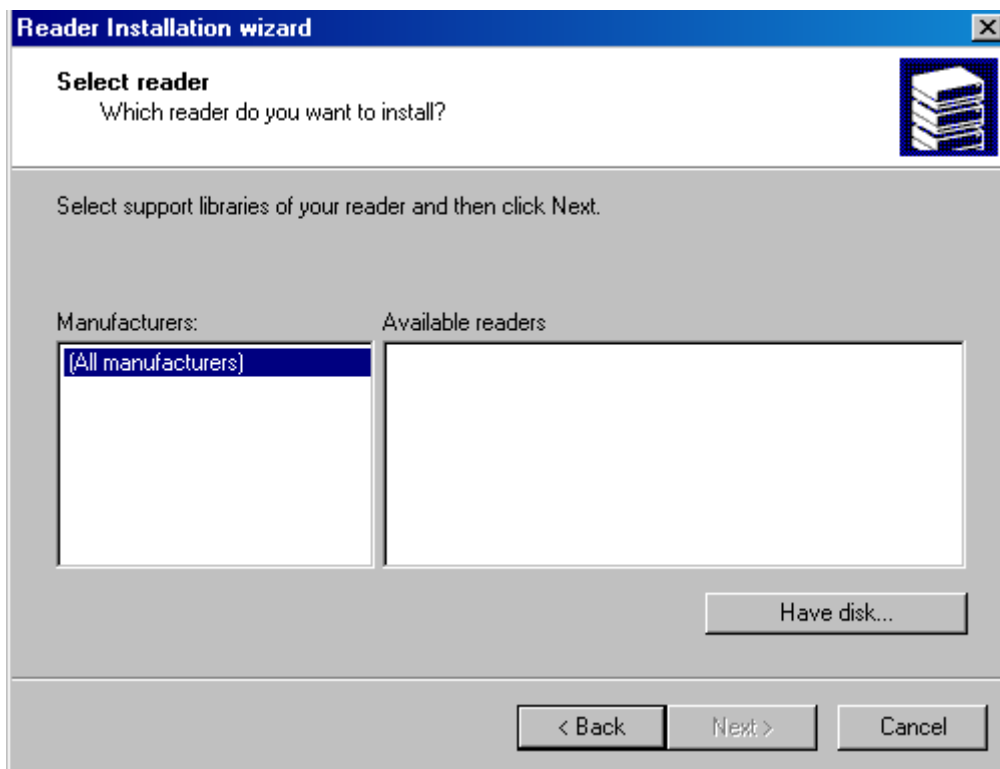 Reader Installation wizard
Select reader
Which reader do you want to install?
Select support libraries of your reader and then click Next.
Manufacturers:
Available readers
(All manufacturers)
Have disk...
< Back
Next >
Cancel